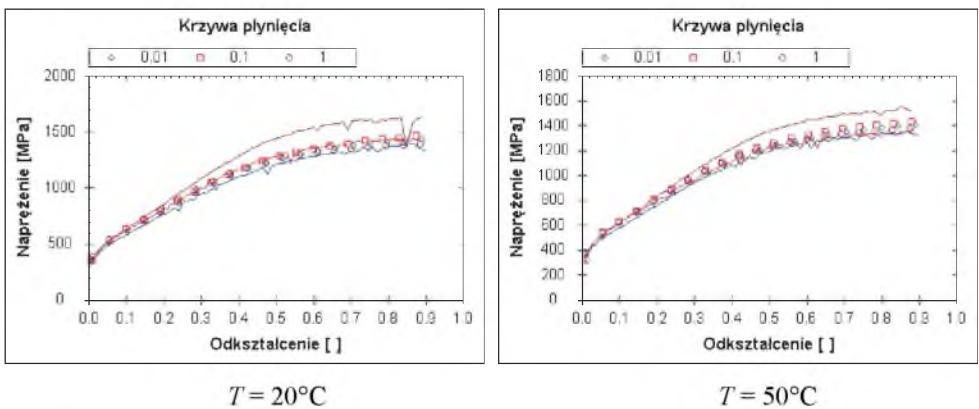 Krzywa płynięcia
0.01 0.1 1
2000
1500
1000
500
0
Naprężenie [MPa]
0.0 0.1 0.2 0.3 0.4 0.5 0.6 0.7 0.8 0.9 1.0
Odkształcenie [ ]
T = 20°C
Krzywa płynięcia
0.01 0.1 1
1800
1600
1400
1200
1000
800
600
400
200
0
Naprężenie [MPa]
0.0 0.1 0.2 0.3 0.4 0.5 0.6 0.7 0.8 0.9 1.0
Odkształcenie [ ]
T = 50°C